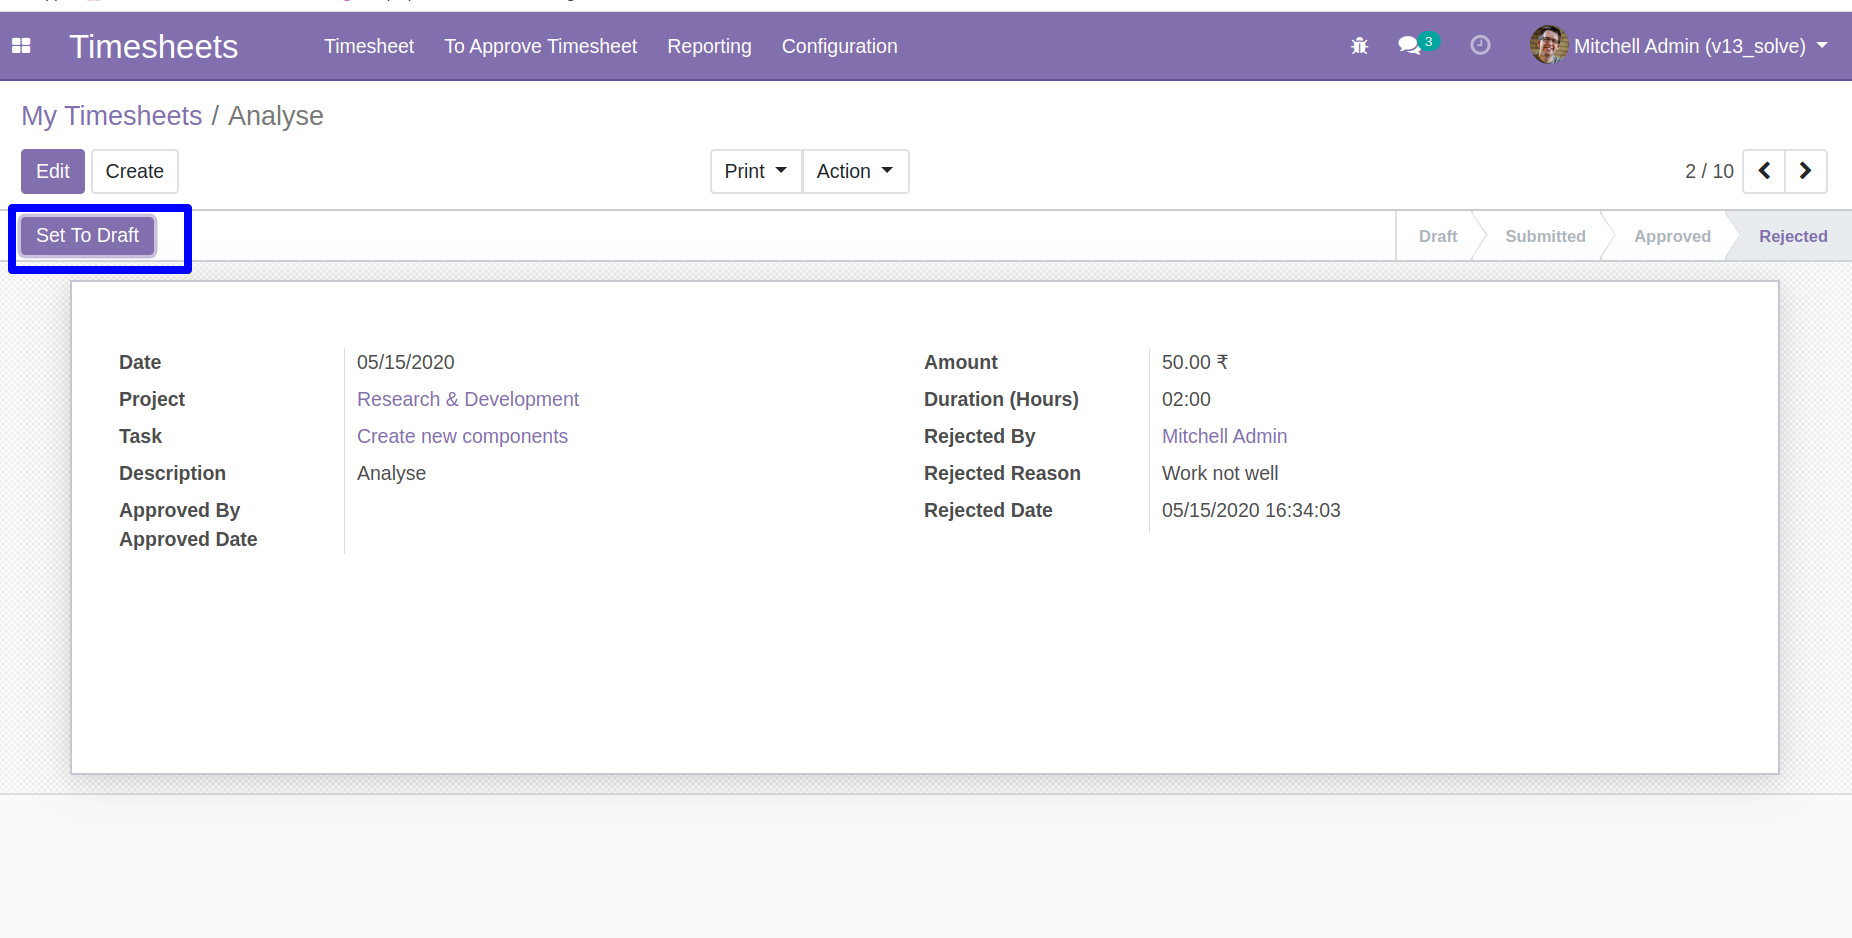 Timesheets
Timesheet To Approve Timesheet Reporting Configuration
3
Mitchell Admin (v13_solve)
My Timesheets / Analyse
Edit Create
Print Action
2 / 10
Set To Draft
Draft Submitted Approved Rejected
Date 05/15/2020
Project Research & Development
Task Create new components
Description Analyse
Approved By
Approved Date
Amount 50.00 ₹
Duration (Hours) 02:00
Rejected By Mitchell Admin
Rejected Reason Work not well
Rejected Date 05/15/2020 16:34:03